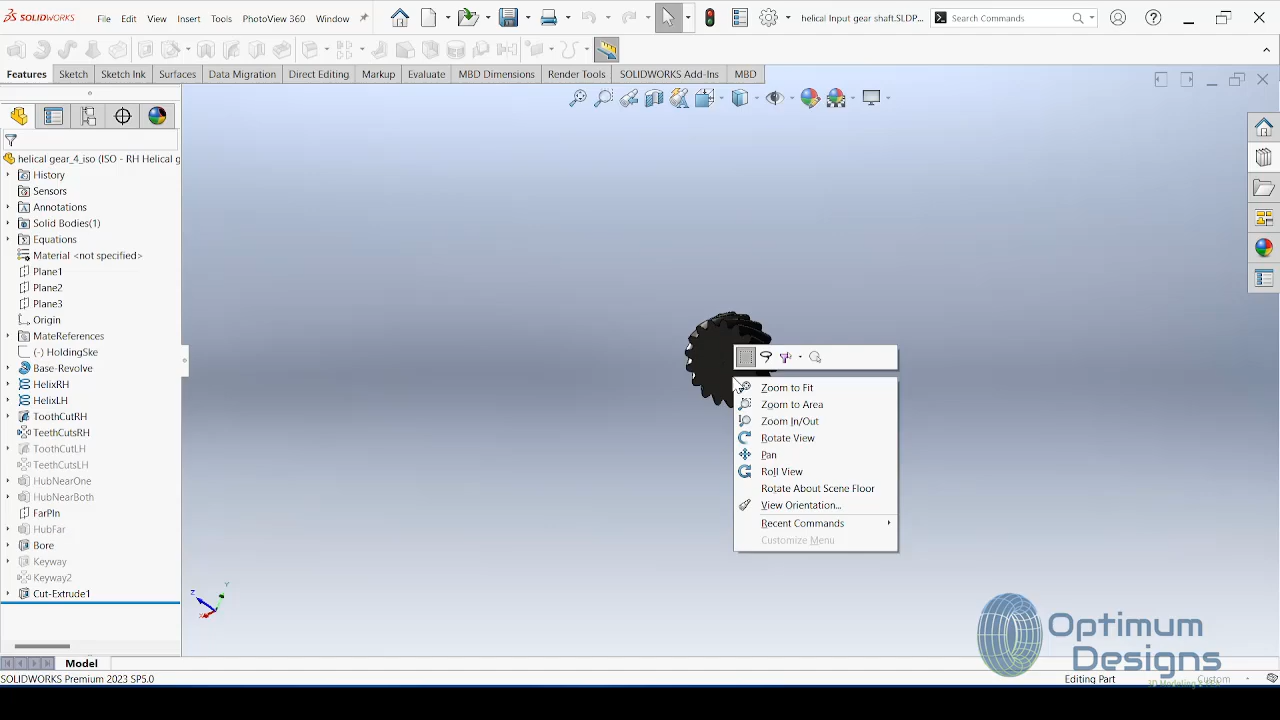 SOLIDWORKS
File Edit View Insert Tools PhotoView 360 Window
helical Input gear shaft.SLDP...
Search Commands
Features Sketch Sketch Ink Surfaces Data Migration Direct Editing Markup Evaluate MBD Dimensions Render Tools SOLIDWORKS Add-Ins MBD
helical gear_4_iso (ISO - RH Helical g
History
Sensors
Annotations
Solid Bodies(1)
Equations
Material <not specified>
Plane1
Plane2
Plane3
Origin
MateReferences
(-) HoldingSke
Base-Revolve
HelixRH
HelixLH
ToothCutRH
TeethCutsRH
ToothCutLH
TeethCutsLH
HubNearOne
HubNearBoth
FarPln
HubFar
Bore
Keyway
Keyway2
Cut-Extrude1
Zoom to Fit
Zoom to Area
Zoom In/Out
Rotate View
Pan
Roll View
Rotate About Scene Floor
View Orientation...
Recent Commands
Customize Menu
Z
Y
X
Optimum
Designs
Model
SOLIDWORKS Premium 2023 SP5.0
Editing Part
Custom